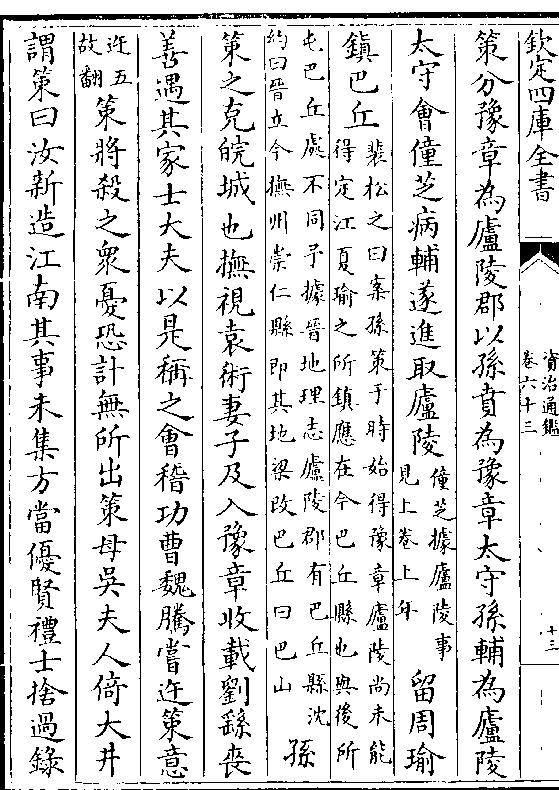 欽定四庫全書
資治通鑑
卷六十三
十三
策分豫章為廬陵郡以孫賁為豫章太守孫輔為廬陵
太守會僮芝病輔遂進取廬陵
僮芝據廬陵事
見上卷上年
留周瑜
鎮巴丘
裴松之曰案孫策于時始得豫章廬陵尚未能
得定江夏瑜之所鎮應在今巴丘縣也與後所
屯巴丘處不同予據晉地理志廬陵郡有巴丘縣沈
約曰晉立今撫州崇仁縣即其地梁改巴丘曰巴山
孫
策之克皖城也撫視袁術妻子及入豫章收載劉繇喪
善遇其家士大夫以是稱之會稽功曹魏騰嘗迕策意
迕五
故翻
策將殺之衆憂恐計無所出策母吳夫人倚大井
謂策曰汝新造江南其事未集方當優賢禮士捨過錄